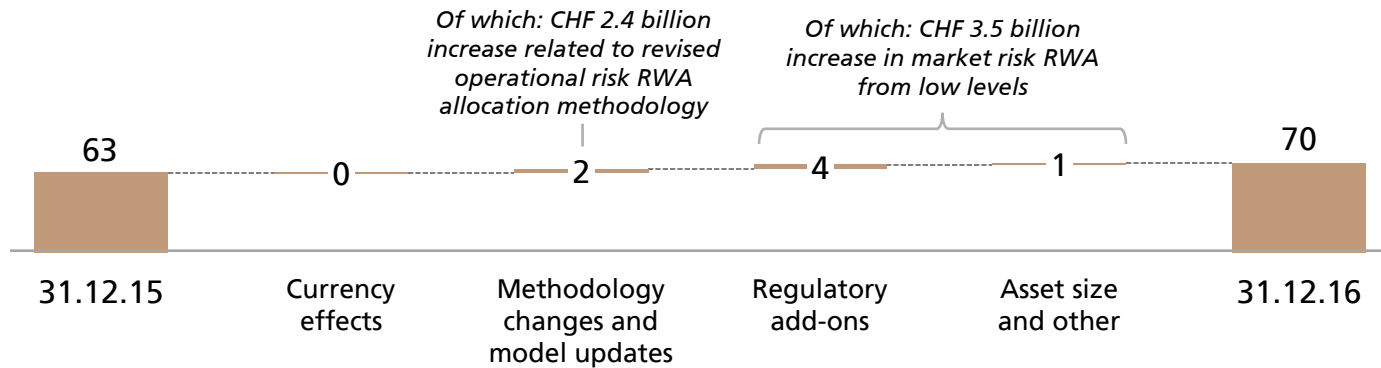 Of which: CHF 2.4 billion
increase related to revised
operational risk RWA
allocation methodology
Of which: CHF 3.5 billion
increase in market risk RWA
from low levels
63
0
2
4
1
70
31.12.15
Currency
effects
Methodology
changes and
model updates
Regulatory
add-ons
Asset size
and other
31.12.16